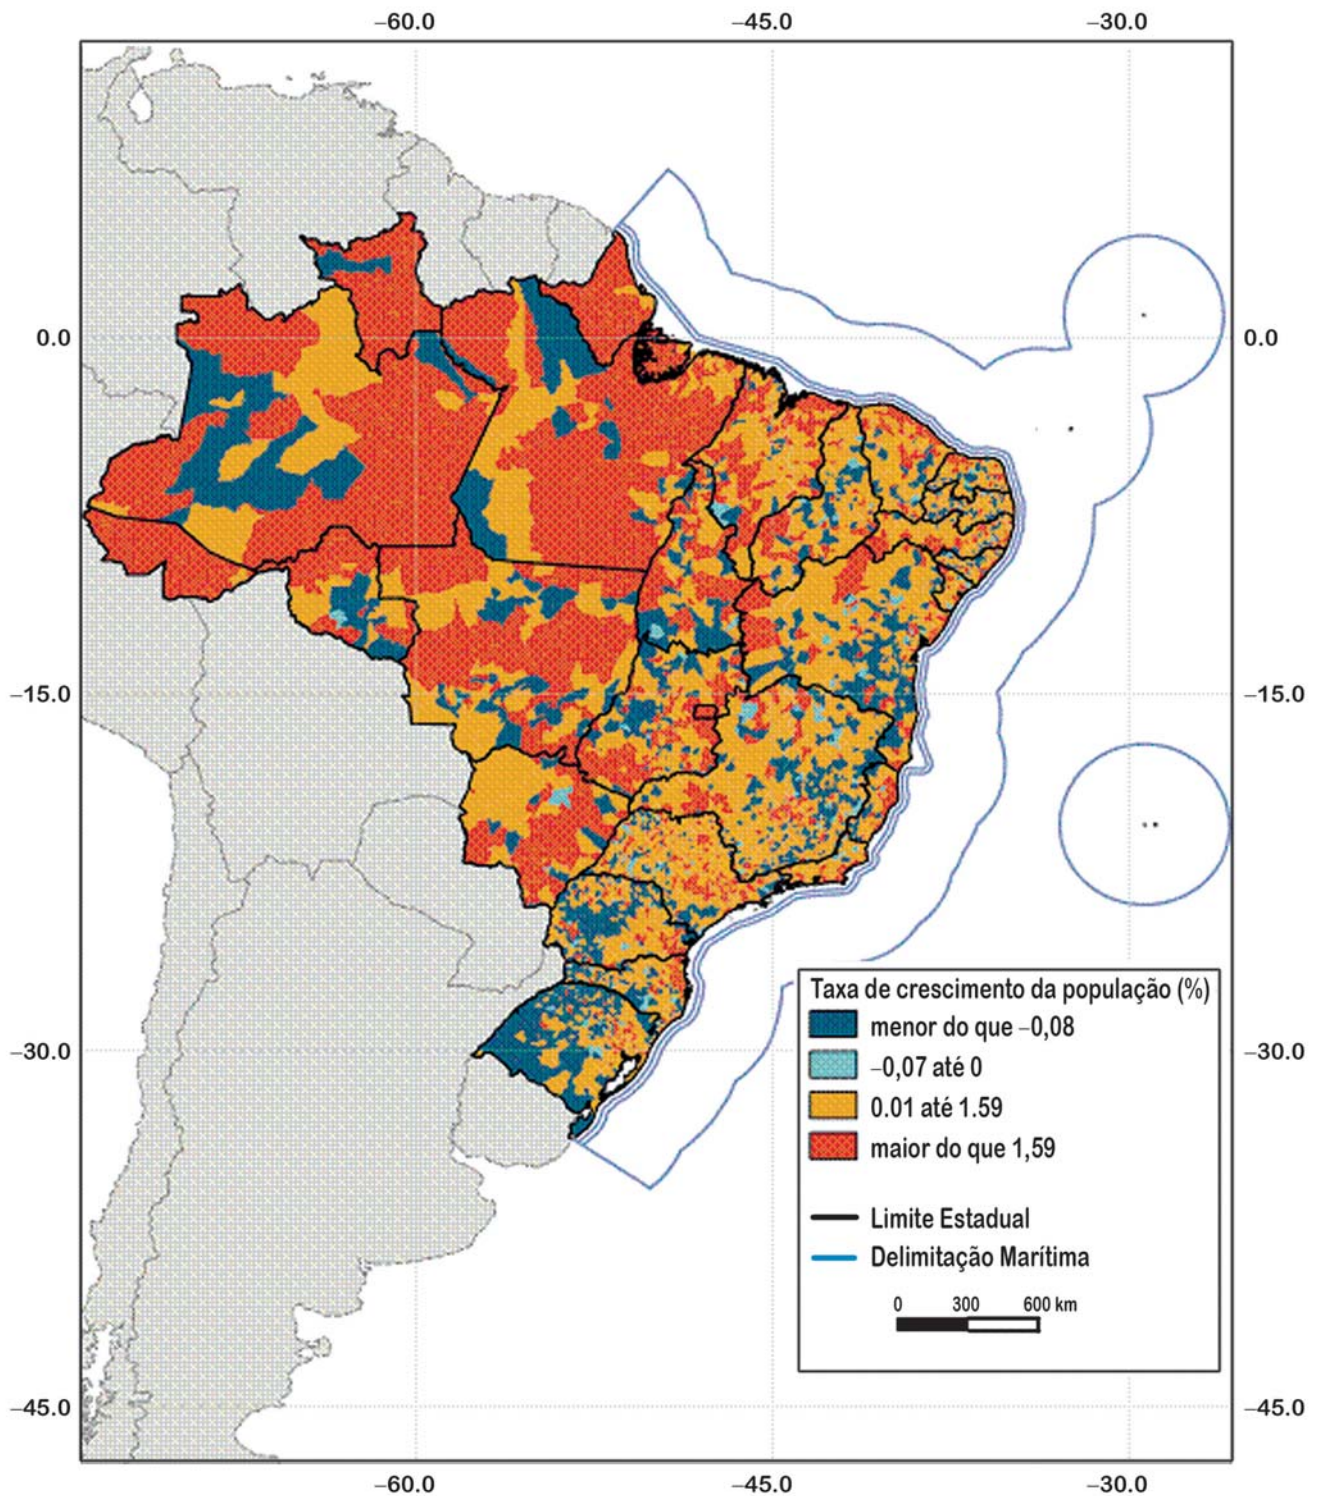 −60.0 −45.0 −30.0
0.0 0.0
−15.0 −15.0
Taxa de crescimento da população (%)
menor do que −0,08
−0,07 até 0
0.01 até 1.59
maior do que 1,59
−30.0 −30.0
Limite Estadual
Delimitação Marítima
0 300 600 km
−45.0 −45.0
−60.0 −45.0 −30.0